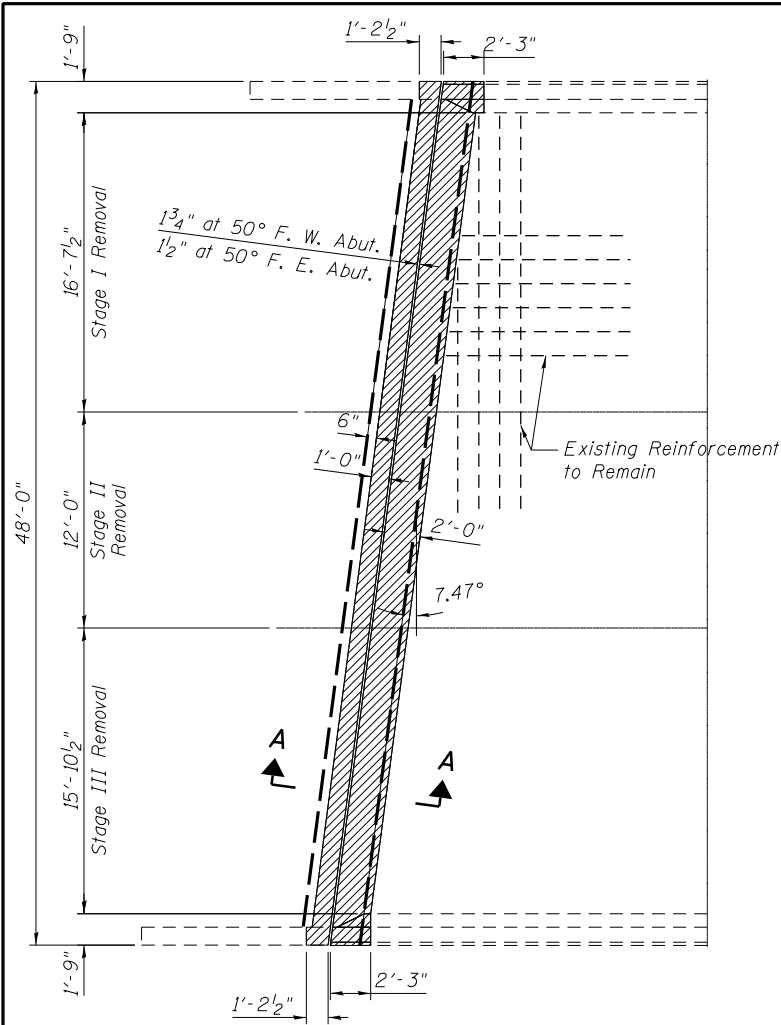 1'-2½"
2'-3"
1'-9"
1¾" at 50° F. W. Abut.
1½" at 50° F. E. Abut.
16'-7½"
Stage I Removal
6"
1'-0"
Existing Reinforcement
to Remain
48'-0"
12'-0"
Stage II
Removal
2'-0"
7.47°
15'-10½"
Stage III Removal
A
A
1'-9"
2'-3"
1'-2½"